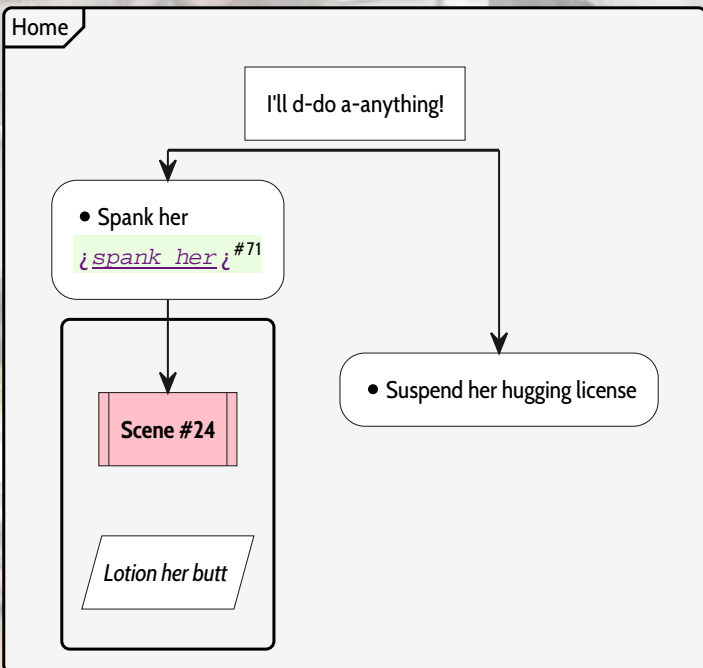 Home
I'll d-do a-anything!
• Spank her
¿spank her¿#71
Scene #24
• Suspend her hugging license
Lotion her butt